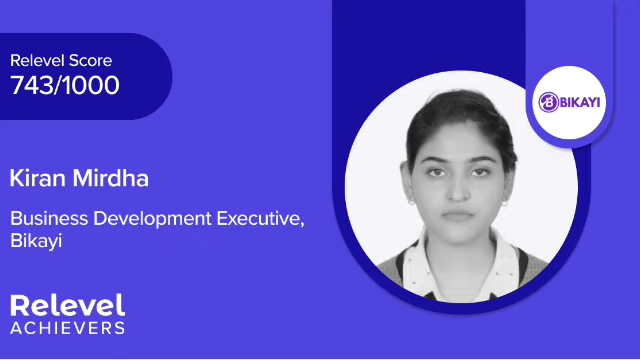 Relevel Score
743/1000
BIKAYI
Kiran Mirdha
Business Development Executive,
Bikayi
Relevel
ACHIEVERS